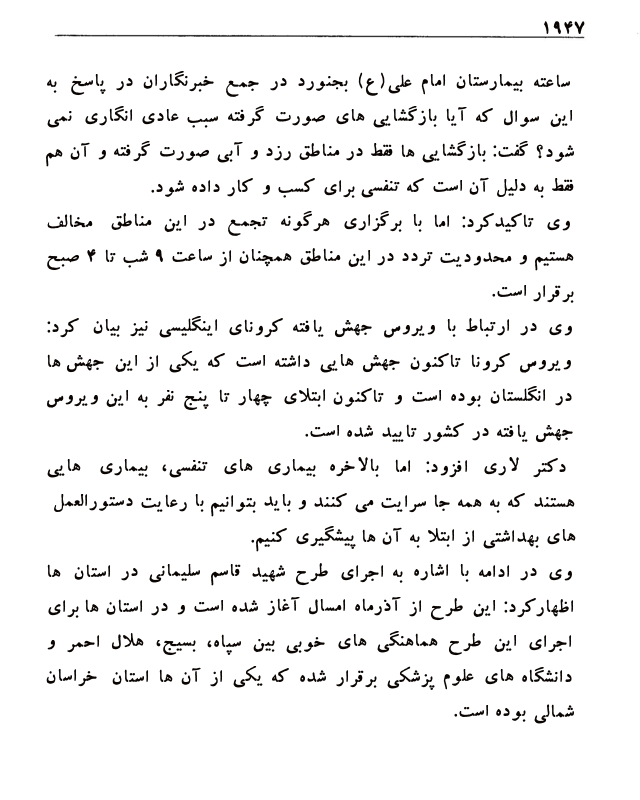 ۱۹۴۷
ساعته بیمارستان امام علی(ع) بجنورد در جمع خبرنگاران در پاسخ به
این سوال که آیا بازگشایی های صورت گرفته سبب عادی انگاری نمی
شود؟ گفت: بازگشایی ها فقط در مناطق زرد و آبی صورت گرفته و آن هم
فقط به دلیل آن است که تنفسی برای کسب و کار داده شود.
وی تاکیدکرد: اما با برگزاری هرگونه تجمع در این مناطق مخالف
هستیم و محدودیت تردد در این مناطق همچنان از ساعت ۹ شب تا ۴ صبح
برقرار است.
وی در ارتباط با ویروس جهش یافته کرونای اینگلیسی نیز بیان کرد:
ویروس کرونا تاکنون جهش هایی داشته است که یکی از این جهش ها
در انگلستان بوده است و تاکنون ابتلای چهار تا پنج نفر به این ویروس
جهش یافته در کشور تایید شده است.
دکتر لاری افزود: اما بالاخره بیماری های تنفسی، بیماری هایی
هستند که به همه جا سرایت می کنند و باید بتوانیم با رعایت دستورالعمل
های بهداشتی از ابتلا به آن ها پیشگیری کنیم.
وی در ادامه با اشاره به اجرای طرح شهید قاسم سلیمانی در استان ها
اظهارکرد: این طرح از آذرماه امسال آغاز شده است و در استان ها برای
اجرای این طرح هماهنگی های خوبی بین سپاه، بسیج، هلال احمر و
دانشگاه های علوم پزشکی برقرار شده که یکی از آن ها استان خراسان
شمالی بوده است.